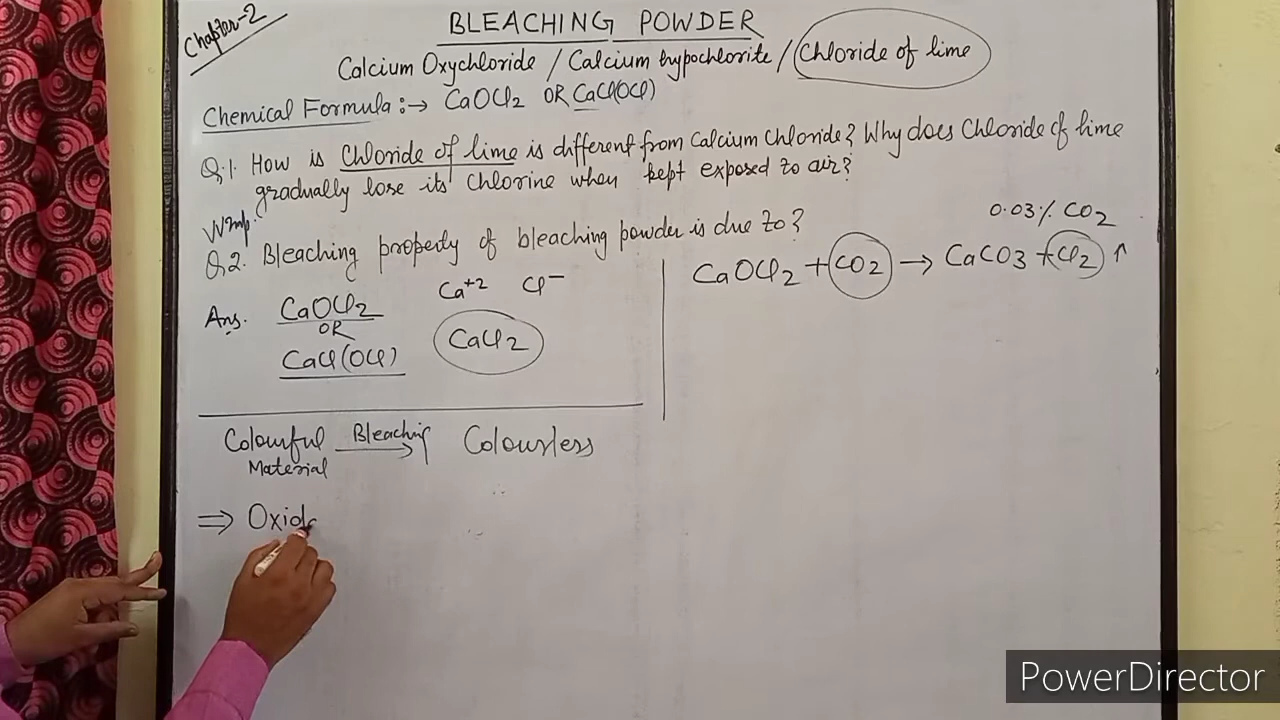 Chapter-2
BLEACHING POWDER
Calcium Oxychloride / Calcium hypochlorite / Chloride of lime
Chemical Formula :→ CaOCl2 OR CaCl(OCl)
Q.1. How is Chloride of lime is different from Calcium Chloride? Why does Chloride of lime
gradually lose its Chlorine when kept exposed to air?
VVImp.
Q.2. Bleaching property of bleaching powder is due to?
Ans. CaOCl2
OR
CaCl(OCl)
Ca+2 Cl−
CaCl2
0.03% CO2
CaOCl2 + CO2 → CaCO3 + Cl2 ↑
Colourful Bleaching → Colourless
Material
⇒ Oxid
PowerDirector